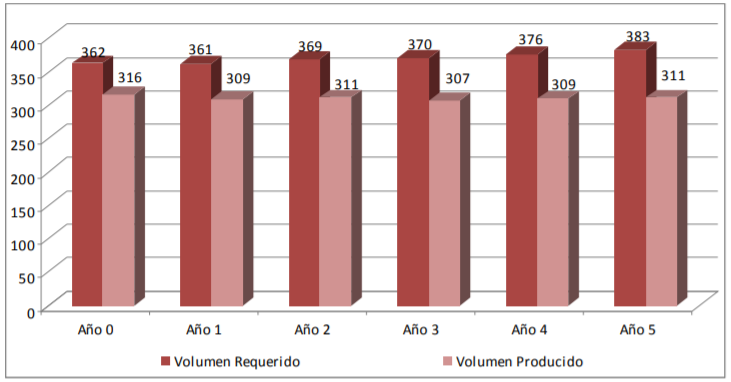 400
350
300
250
200
150
100
50
0
362
316
361
309
369
311
370
307
376
309
383
311
Año 0
Año 1
Año 2
Año 3
Año 4
Año 5
Volumen Requerido
Volumen Producido